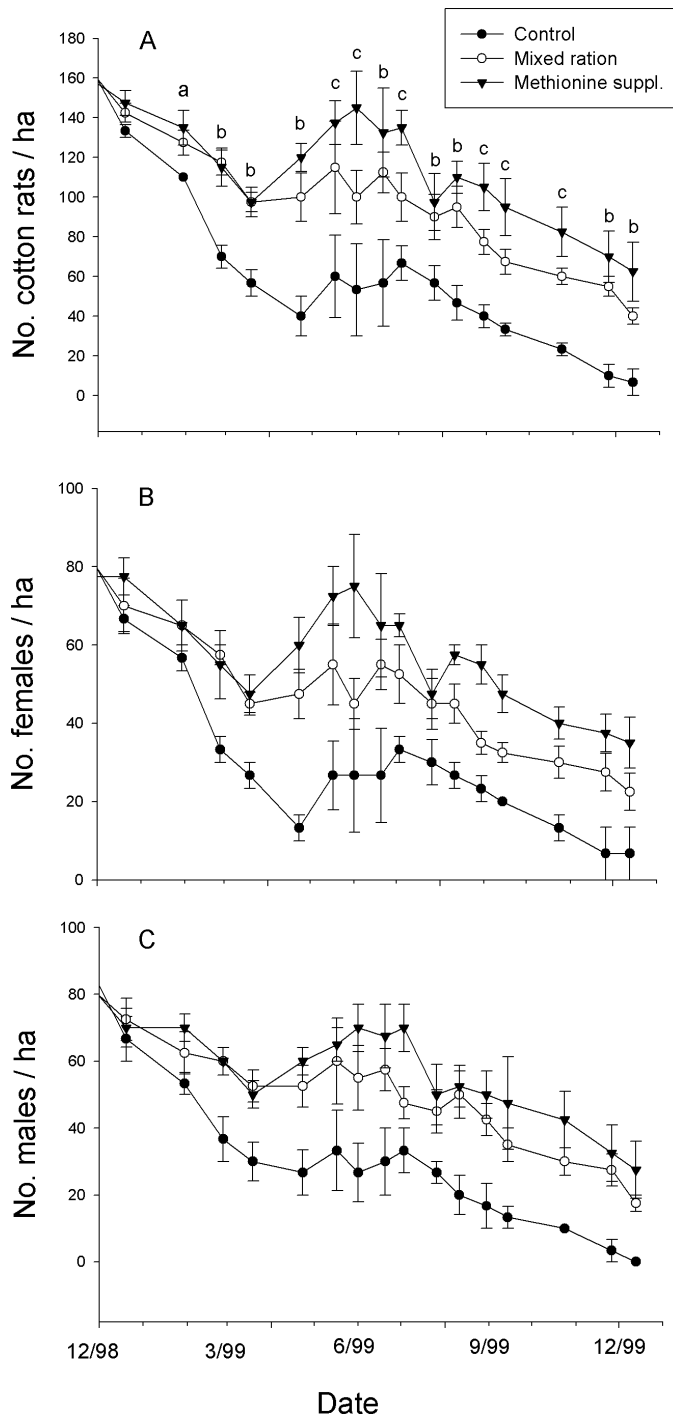 Control
Mixed ration
Methionine suppl.
A
No. cotton rats / ha
180
160
140
120
100
80
60
40
20
0
a
b
b
b
c
c
b
c
b
b
c
c
c
b
b
B
No. females / ha
100
80
60
40
20
0
C
No. males / ha
100
80
60
40
20
0
12/98 3/99 6/99 9/99 12/99
Date